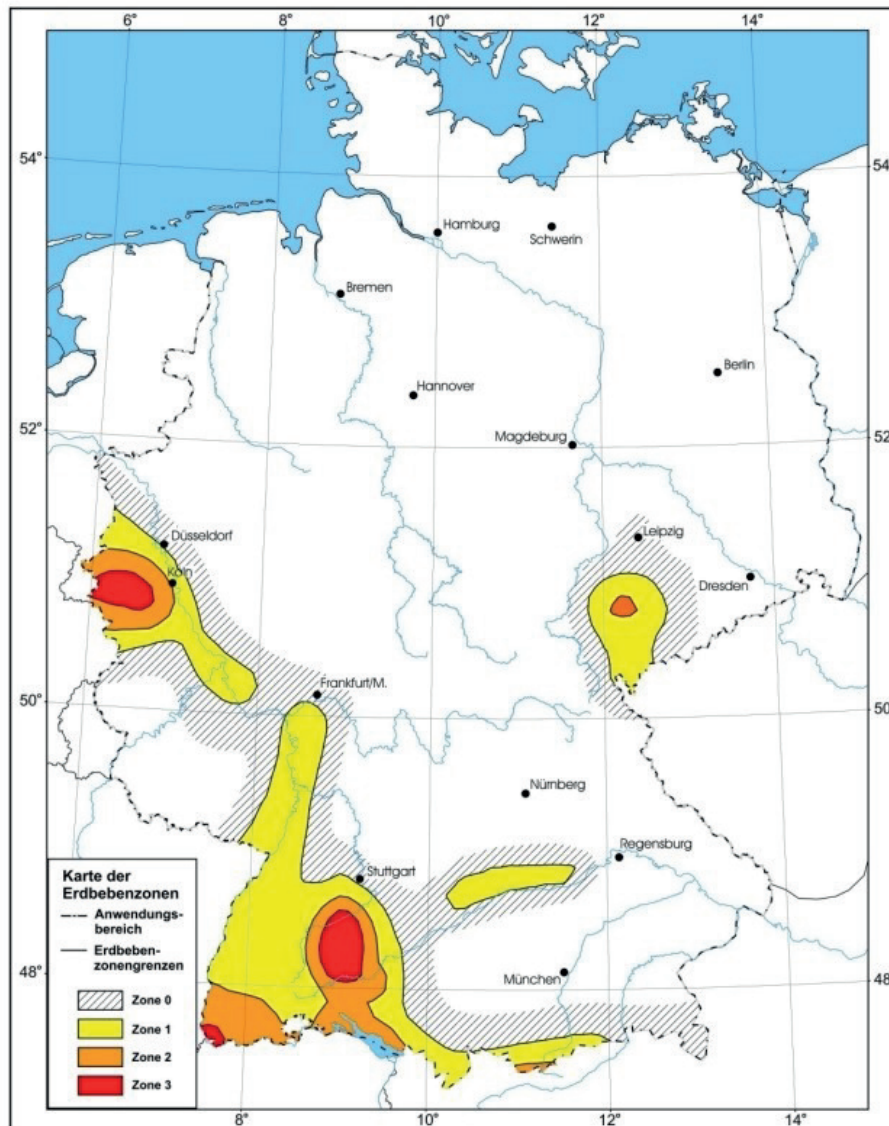 6° 8° 10° 12° 14°
54° 54
Hamburg
Schwerin
Bremen
Berlin
Hannover
52° 52
Magdeburg
Düsseldorf
Leipzig
Köln
Dresden
Frankfurt/M.
50° 50
Nürnberg
Regensburg
Stuttgart
48° 48
München
Karte der
Erdbebenzonen
Anwendungs-
bereich
Erdbeben-
zonengrenzen
Zone 0
Zone 1
Zone 2
Zone 3
8° 10° 12° 14°